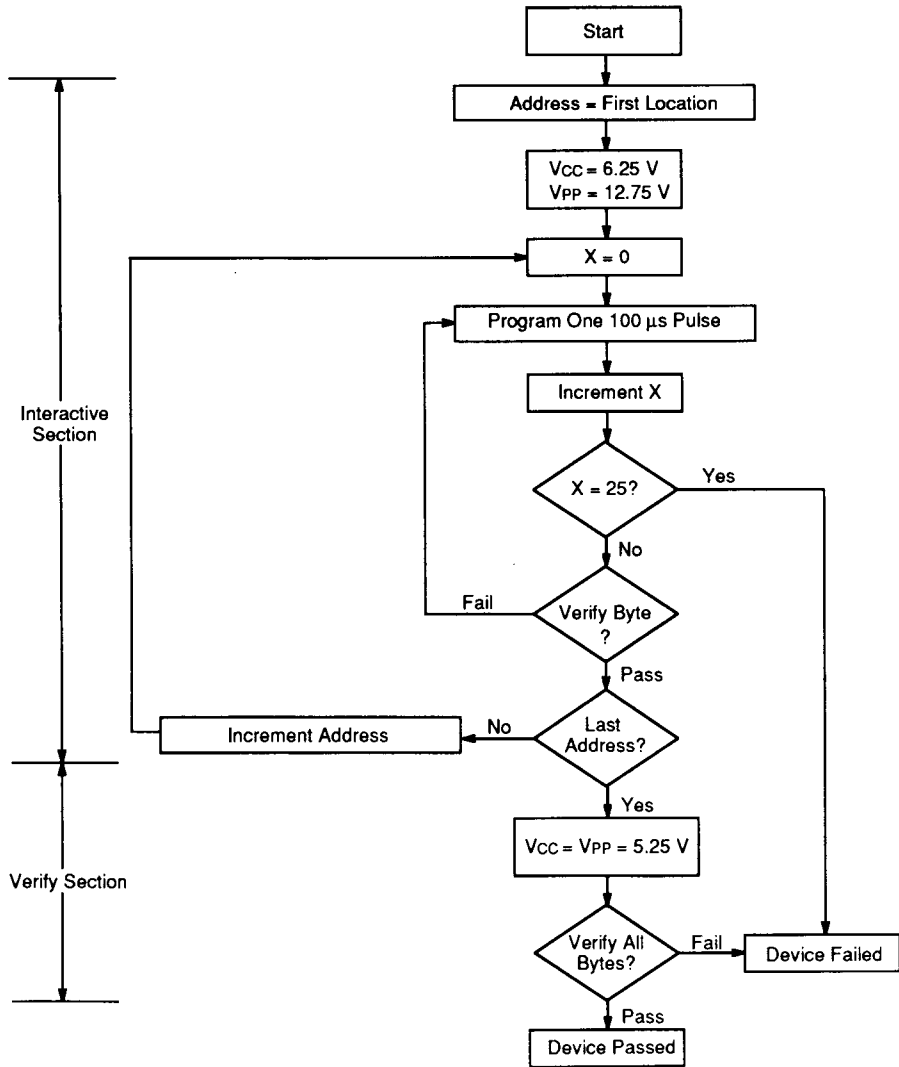 Start
Address = First Location
VCC = 6.25 V
VPP = 12.75 V
X = 0
Program One 100 μs Pulse
Increment X
Interactive
Section
X = 25?
Yes
No
Fail
Verify Byte
?
Pass
Increment Address
No
Last
Address?
Yes
VCC = VPP = 5.25 V
Verify Section
Verify All
Bytes?
Fail
Device Failed
Pass
Device Passed